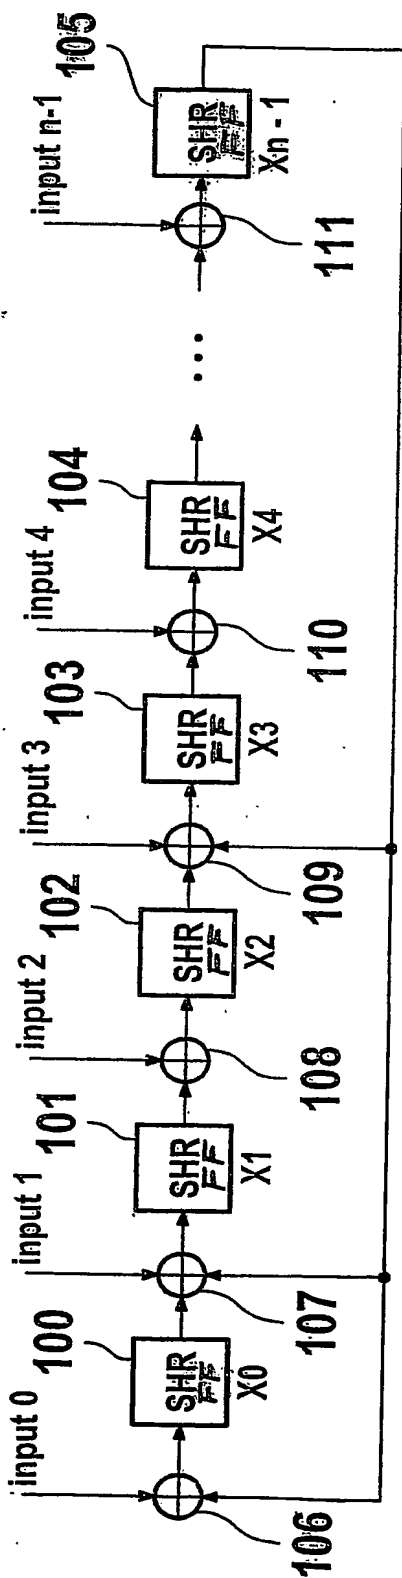 input 0
input 1
input 2
input 3
input 4
input n-1
100
101
102
103
104
105
SHR
FF
SHR
FF
SHR
FF
SHR
FF
SHR
FF
...
SHR
FF
X0
X1
X2
X3
X4
Xn - 1
106
107
108
109
110
111